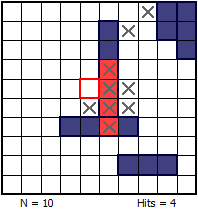 N = 10 Hits = 4